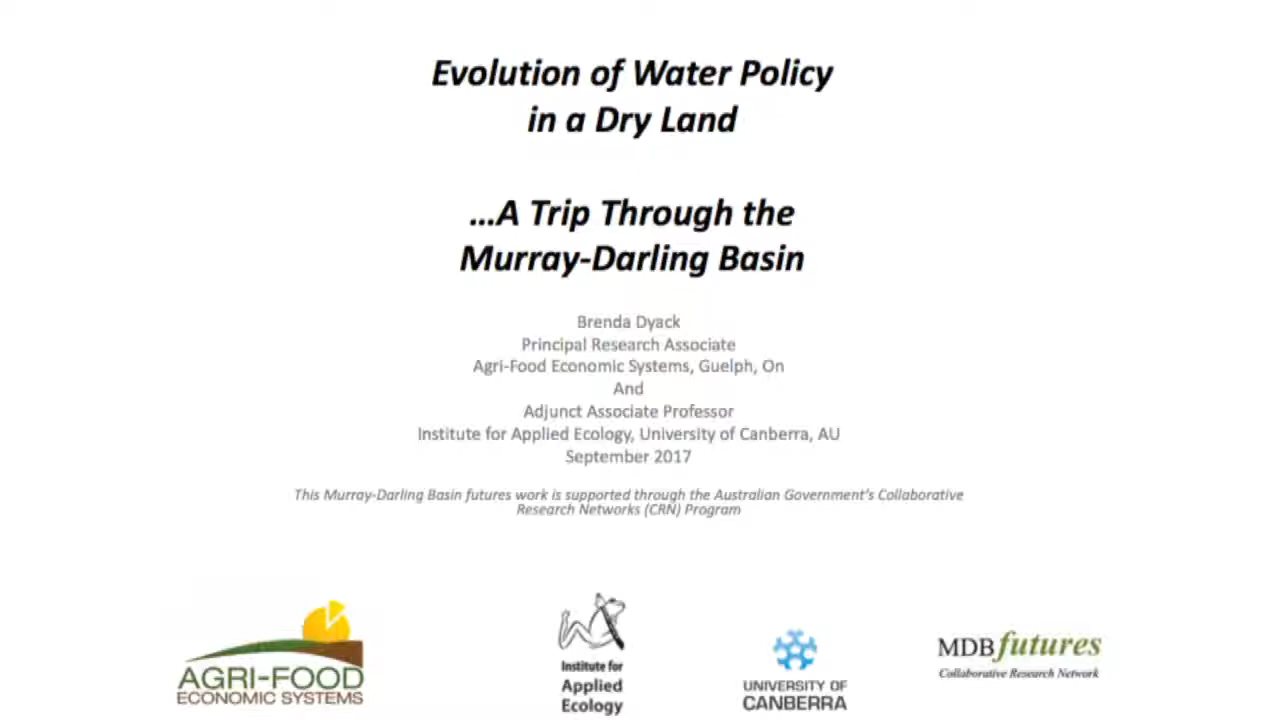 Evolution of Water Policy
in a Dry Land
...A Trip Through the
Murray-Darling Basin
Brenda Dyack
Principal Research Associate
Agri-Food Economic Systems, Guelph, On
And
Adjunct Associate Professor
Institute for Applied Ecology, University of Canberra, AU
September 2017
This Murray-Darling Basin futures work is supported through the Australian Government's Collaborative
Research Networks (CRN) Program
AGRI-FOOD
ECONOMIC SYSTEMS
Institute for
Applied
Ecology
UNIVERSITY OF
CANBERRA
MDB futures
Collaborative Research Network